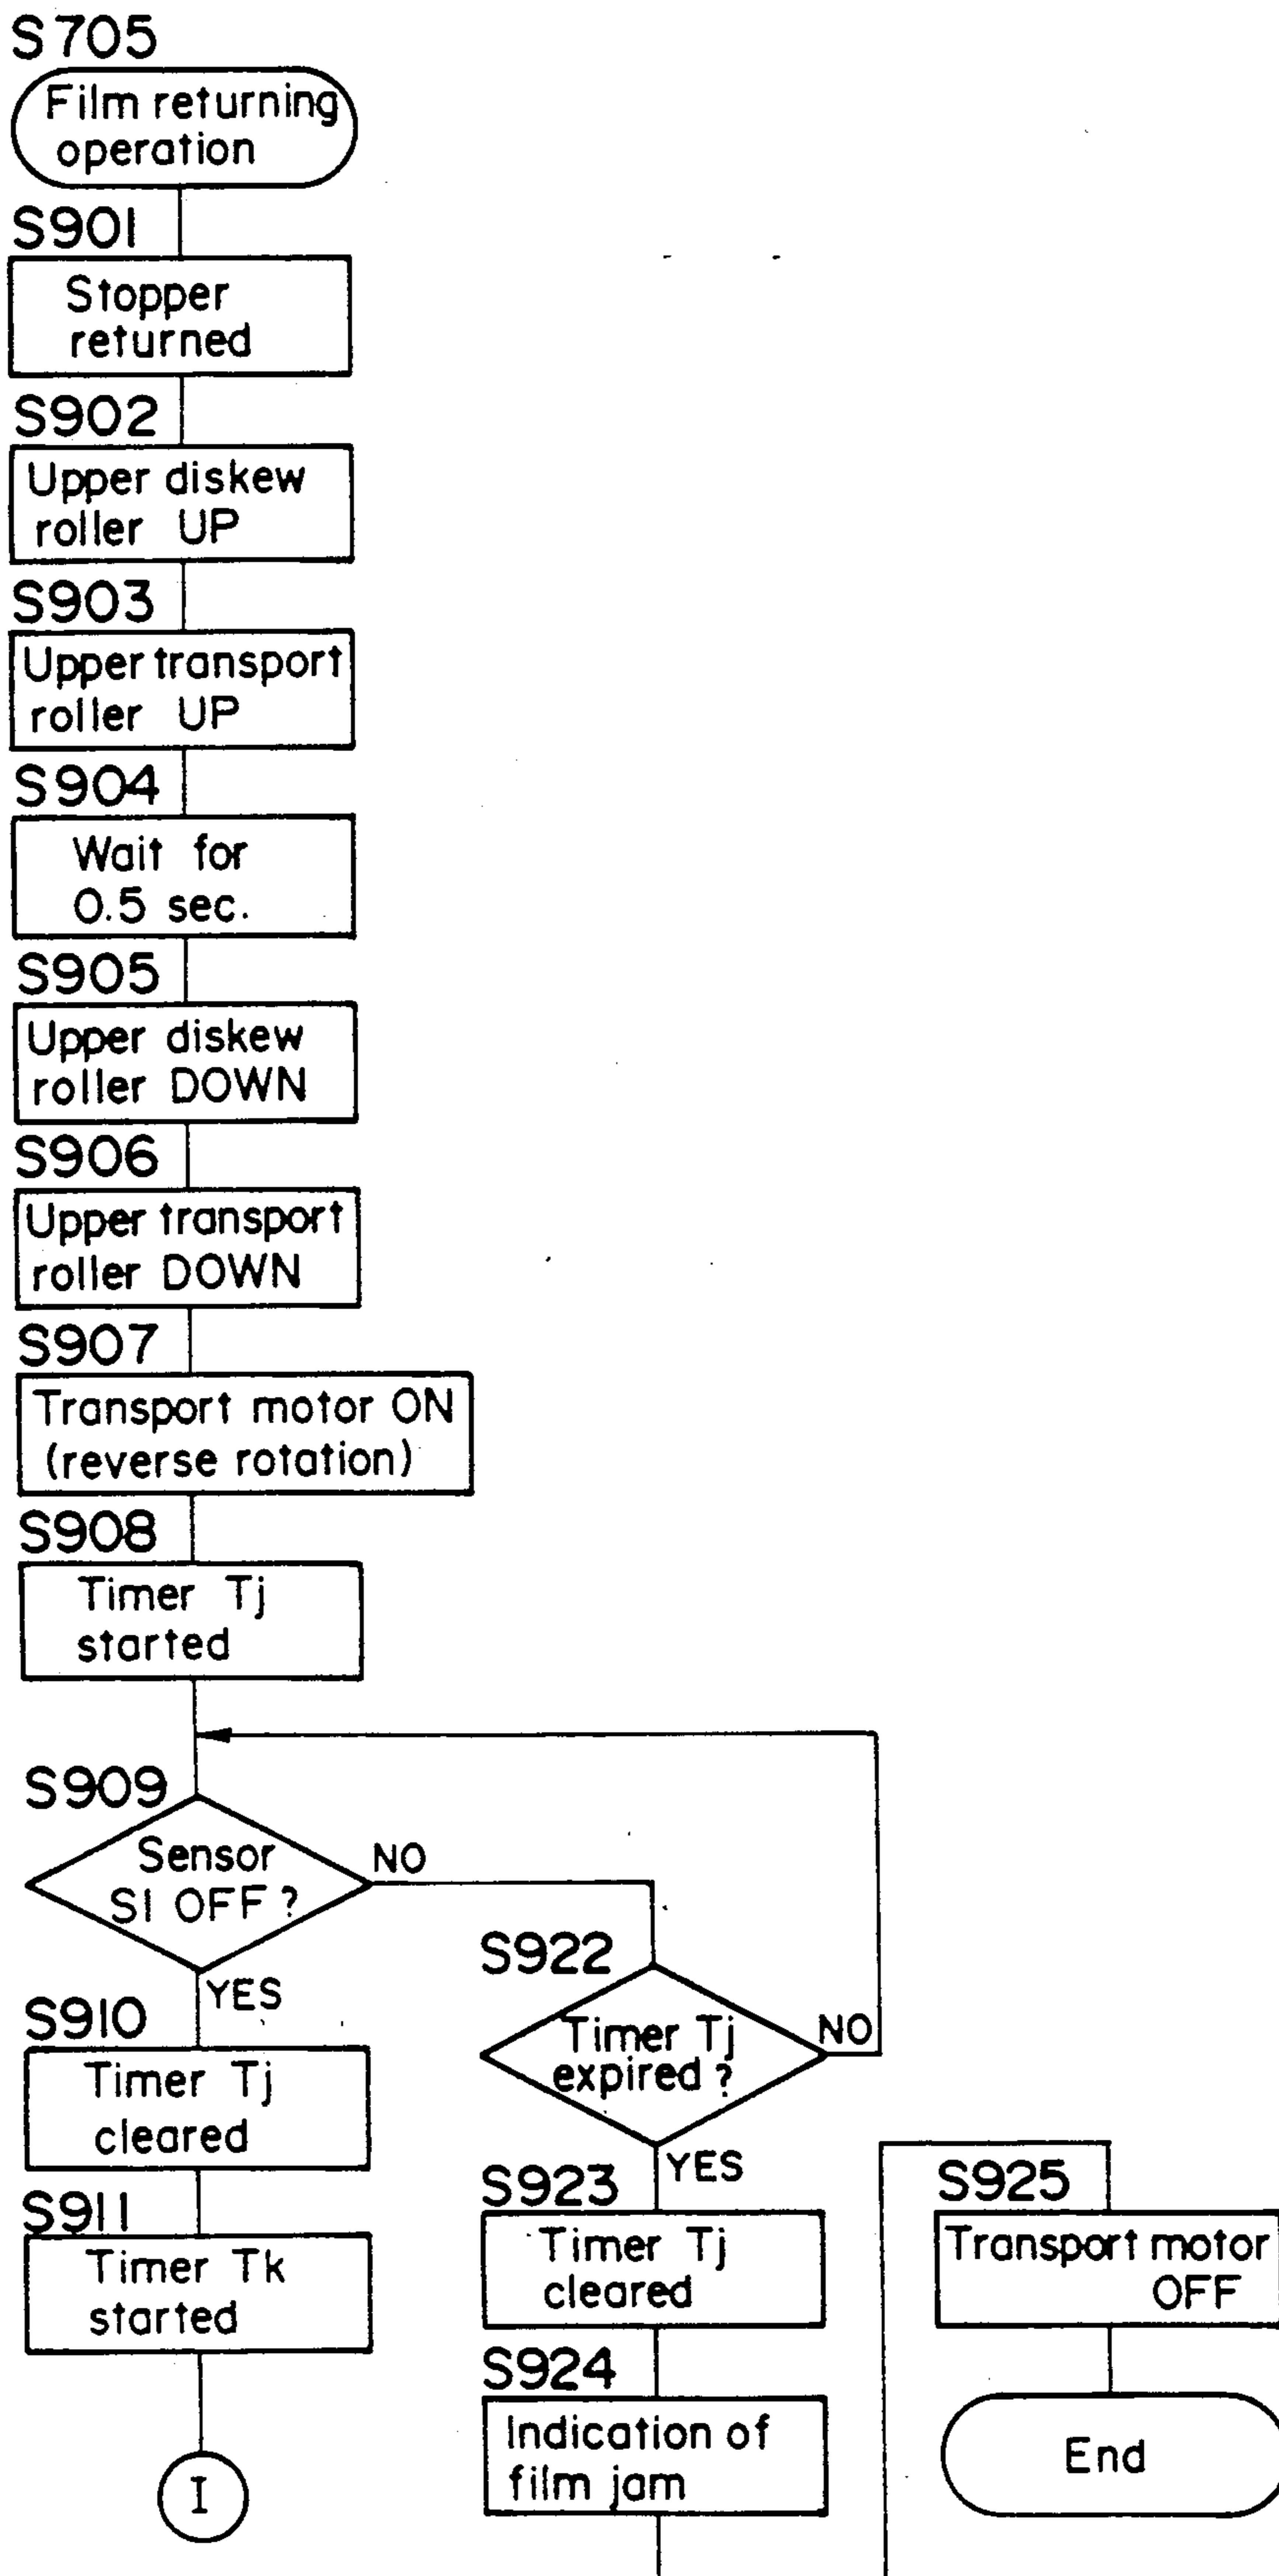 S705
Film returning
operation
S901
Stopper
returned
S902
Upper diskew
roller UP
S903
Upper transport
roller UP
S904
Wait for
0.5 sec.
S905
Upper diskew
roller DOWN
S906
Upper transport
roller DOWN
S907
Transport motor ON
(reverse rotation)
S908
Timer Tj
started
S909
Sensor
S1 OFF ?
NO
YES
S922
Timer Tj
expired ?
NO
YES
S910
Timer Tj
cleared
S911
Timer Tk
started
I
S923
Timer Tj
cleared
S924
Indication of
film jam
S925
Transport motor
OFF
End